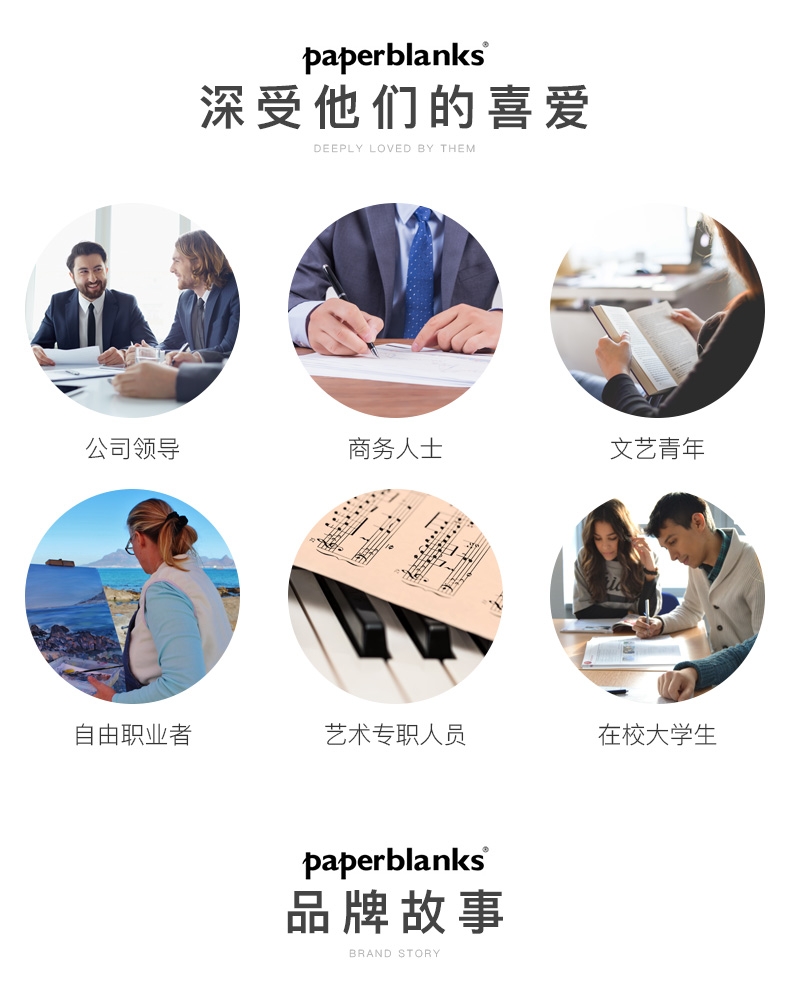 paperblanks®
深受他们的喜爱
DEEPLY LOVED BY THEM
公司领导
商务人士
文艺青年
自由职业者
艺术专职人员
在校大学生
paperblanks®
品牌故事
BRAND STORY